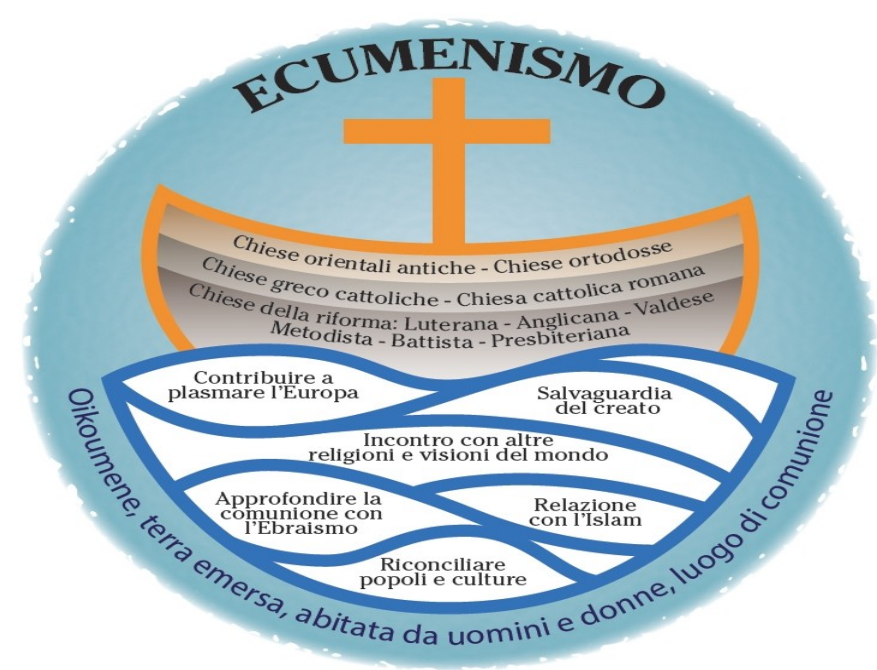 ECUMENISMO
Chiese orientali antiche - Chiese ortodosse
Chiese greco cattoliche - Chiesa cattolica romana
Chiese della riforma: Luterana - Anglicana - Valdese
Metodista - Battista - Presbiteriana
Contribuire a
plasmare l'Europa
Salvaguardia
del creato
Incontro con altre
religioni e visioni del mondo
Approfondire la
comunione con
l'Ebraismo
Relazione
con l'Islam
Riconciliare
popoli e culture
Oikoumene, terra emersa, abitata da uomini e donne, luogo di comunione